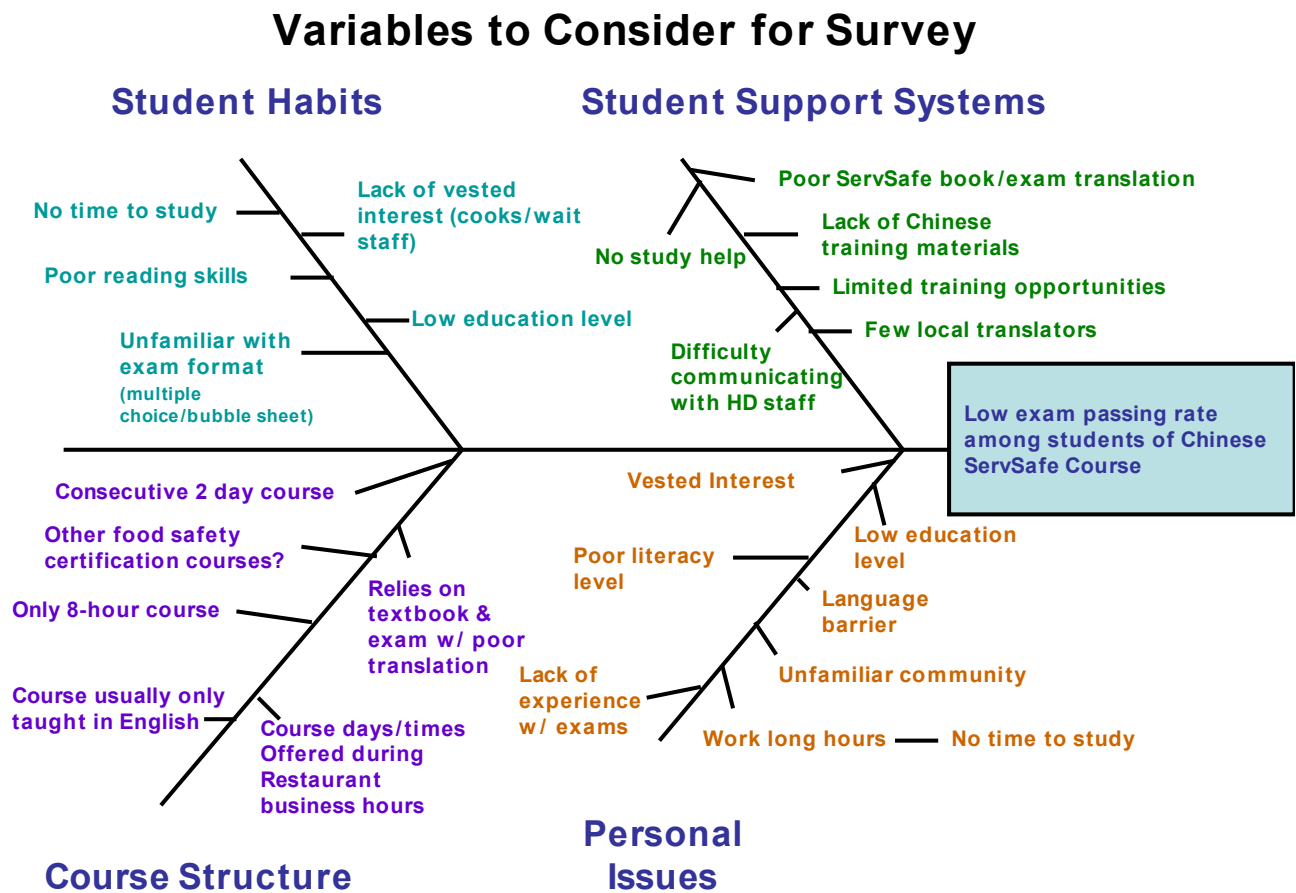 Variables to Consider for Survey
Student Habits
Student Support Systems
No time to study
Lack of vested
interest (cooks/wait
staff)
Poor reading skills
Low education level
Unfamiliar with
exam format
(multiple
choice/bubble sheet)
Poor ServSafe book/exam translation
No study help
Lack of Chinese
training materials
Limited training opportunities
Few local translators
Difficulty
communicating
with HD staff
Low exam passing rate
among students of Chinese
ServSafe Course
Consecutive 2 day course
Other food safety
certification courses?
Only 8-hour course
Relies on
textbook &
exam w/ poor
translation
Course usually only
taught in English
Course days/times
Offered during
Restaurant
business hours
Vested Interest
Low education
level
Poor literacy
level
Language
barrier
Unfamiliar community
Lack of
experience
w/ exams
Work long hours
No time to study
Course Structure
Personal
Issues